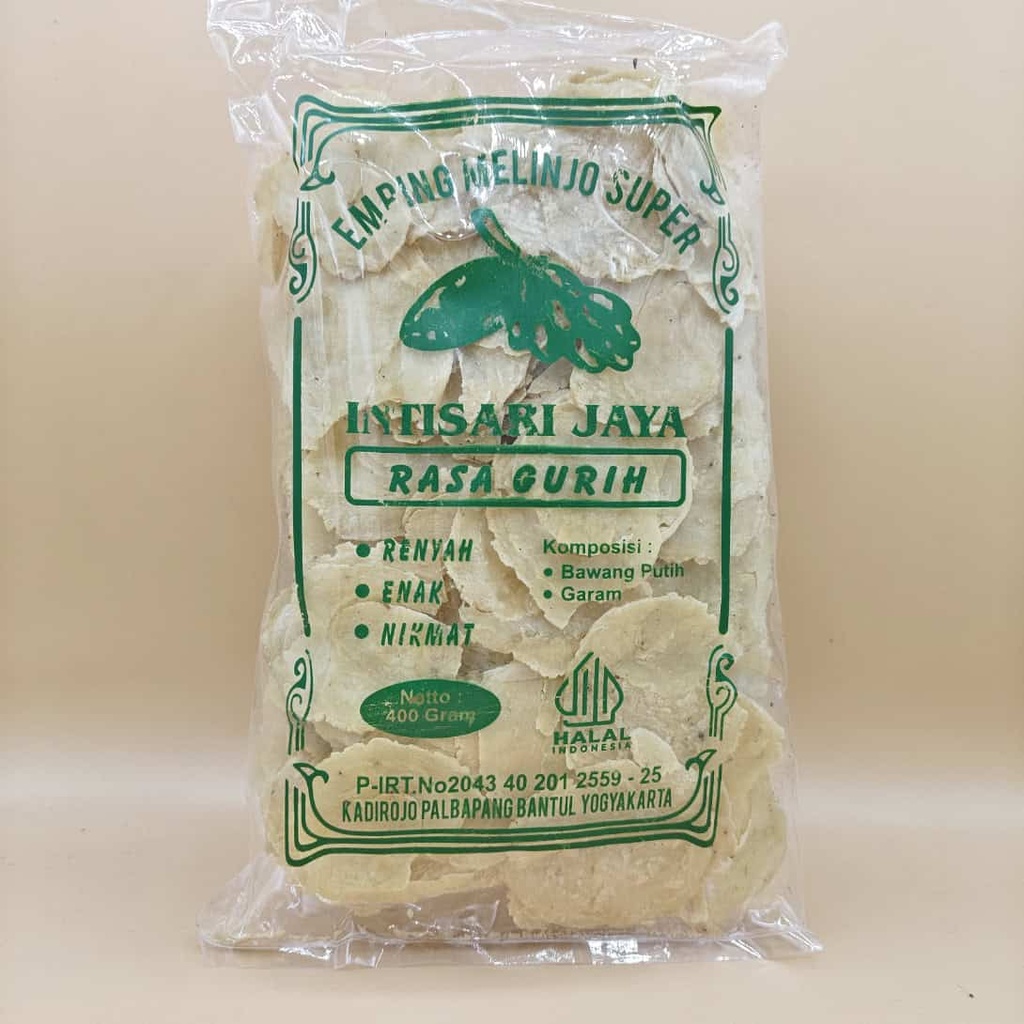 EMPING MELINJO SUPER
INTISARI JAYA
RASA GURIH
• RENYAH
• ENAK
• NIKMAT
Komposisi :
• Bawang Putih
• Garam
Netto :
400 Gram
HALAL
INDONESIA
P-IRT.No2043 40 201 2559 - 25
KADIROJO PALBAPANG BANTUL YOGYAKARTA